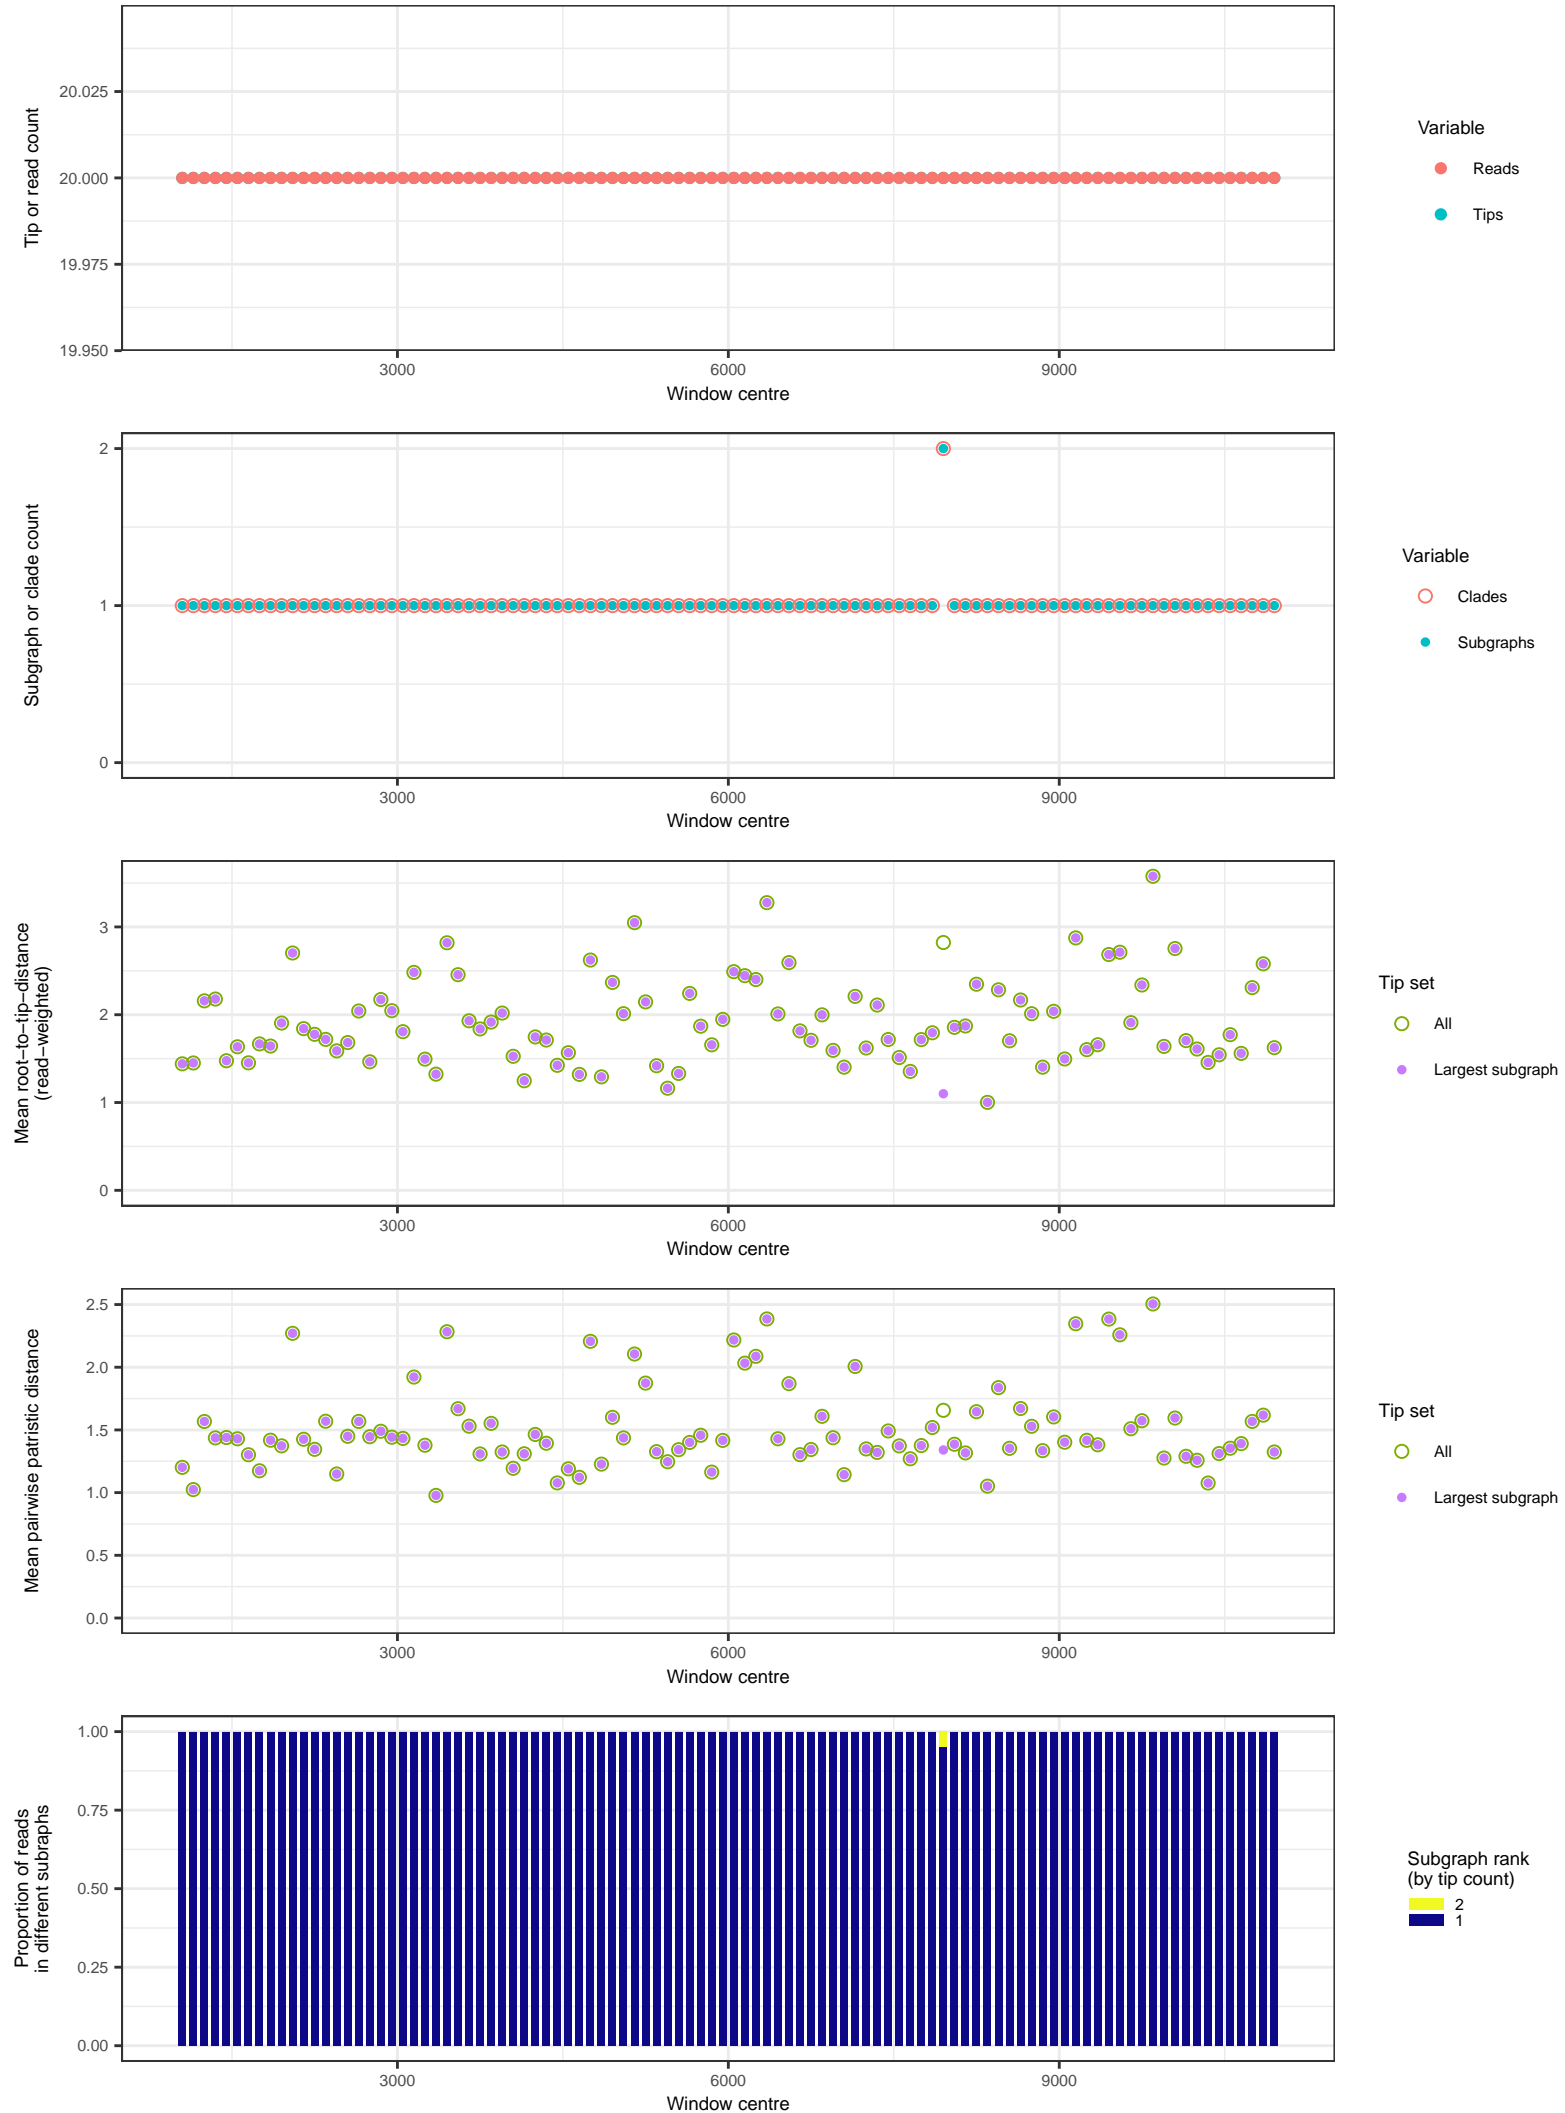 20.025
20.000
19.975
19.950
Tip or read count
3000 6000 9000
Window centre
Variable
Reads
Tips
2
1
0
Subgraph or clade count
3000 6000 9000
Window centre
Variable
Clades
Subgraphs
3
2
1
0
Mean root−to−tip−distance
(read−weighted)
3000 6000 9000
Window centre
Tip set
All
Largest subgraph
2.5
2.0
1.5
1.0
0.5
0.0
Mean pairwise patristic distance
3000 6000 9000
Window centre
Tip set
All
Largest subgraph
1.00
0.75
0.50
0.25
0.00
Proportion of reads
in different subraphs
3000 6000 9000
Window centre
Subgraph rank
(by tip count)
2
1